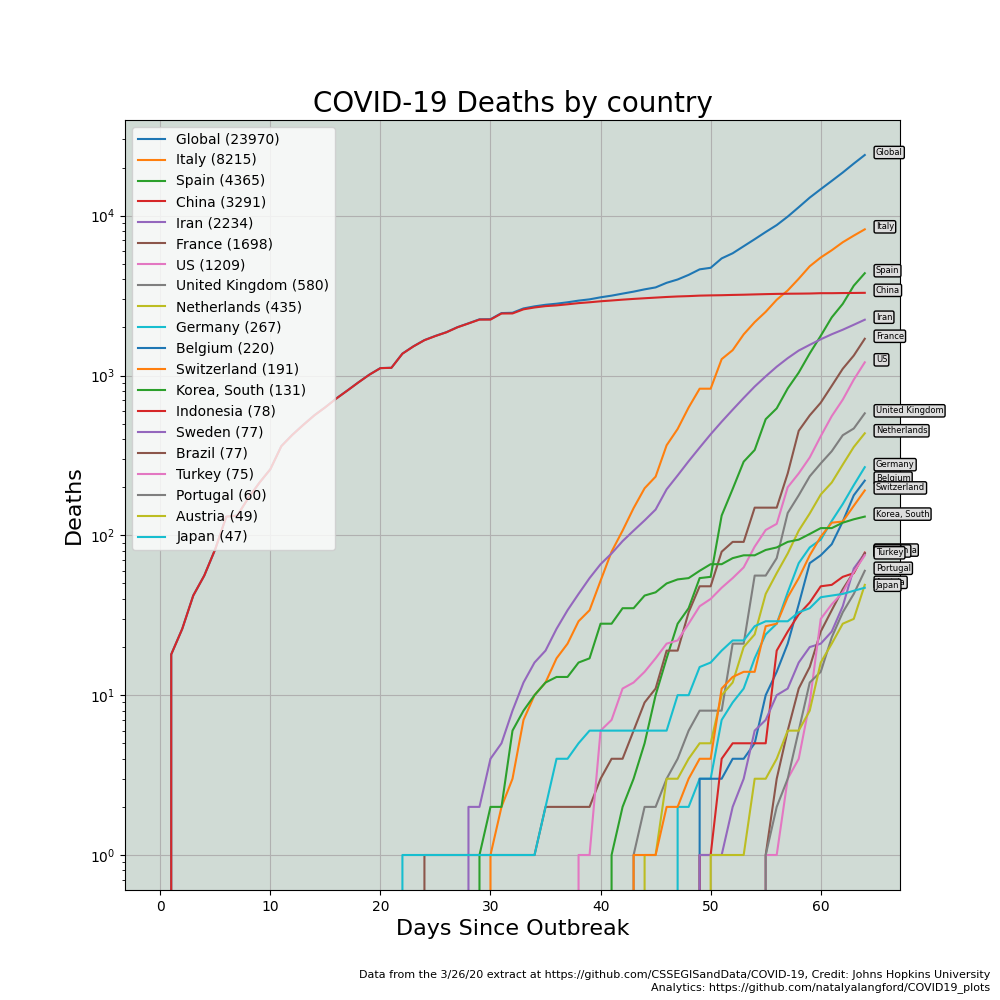 COVID-19 Deaths by country
Global (23970)
Italy (8215)
Spain (4365)
China (3291)
Iran (2234)
France (1698)
US (1209)
United Kingdom (580)
Netherlands (435)
Germany (267)
Belgium (220)
Switzerland (191)
Korea, South (131)
Indonesia (78)
Sweden (77)
Brazil (77)
Turkey (75)
Portugal (60)
Austria (49)
Japan (47)
Global
Italy
Spain
China
Iran
France
US
United Kingdom
Netherlands
Germany
Belgium
Switzerland
Korea, South
Turkey
Portugal
Japan
Deaths
10⁴
10³
10²
10¹
10⁰
0 10 20 30 40 50 60
Days Since Outbreak
Data from the 3/26/20 extract at https://github.com/CSSEGISandData/COVID-19, Credit: Johns Hopkins University
Analytics: https://github.com/natalyalangford/COVID19_plots